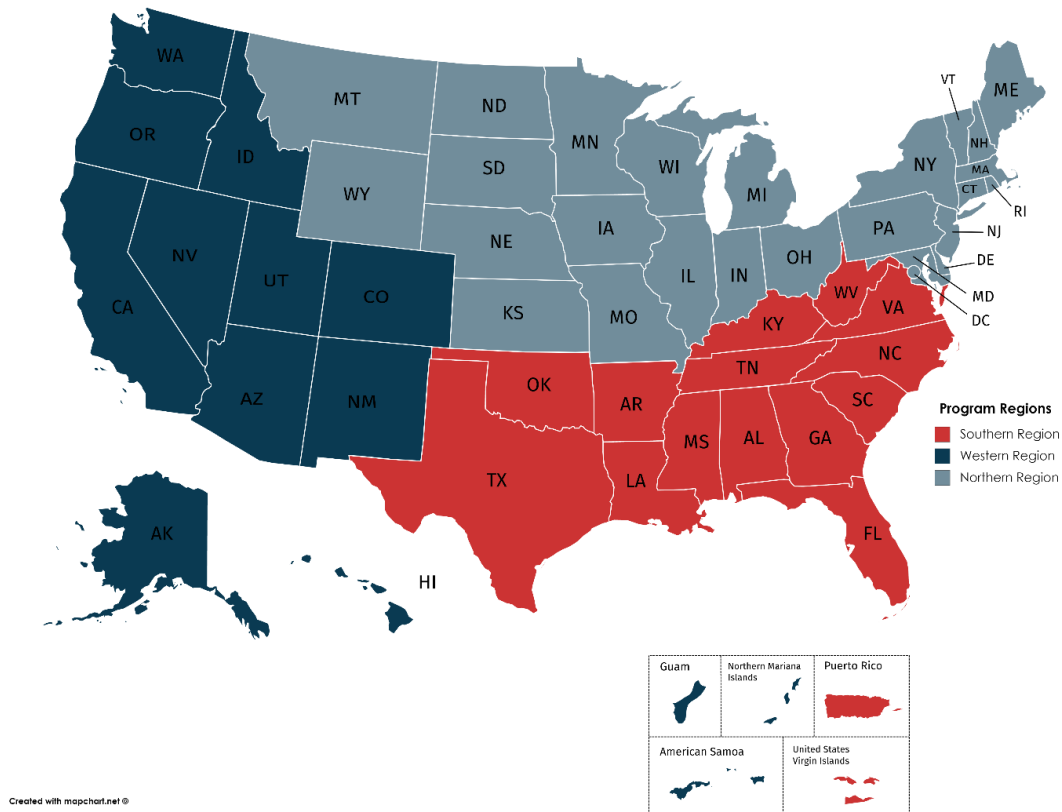 WA
VT
ME
MT
ND
OR
MN
NH
ID
NY
WI
SD
MA
MI
CT
WY
RI
IA
PA
NJ
NE
NV
OH
DE
IL
IN
UT
CO
MD
WV
CA
VA
KS
MO
DC
KY
NC
TN
OK
AZ
NM
AR
SC
Program Regions
Southern Region
MS
AL
GA
Western Region
TX
LA
Northern Region
AK
FL
HI
Guam
Northern Mariana
Islands
Puerto Rico
American Samoa
United States
Virgin Islands
Created with mapchart.net ©